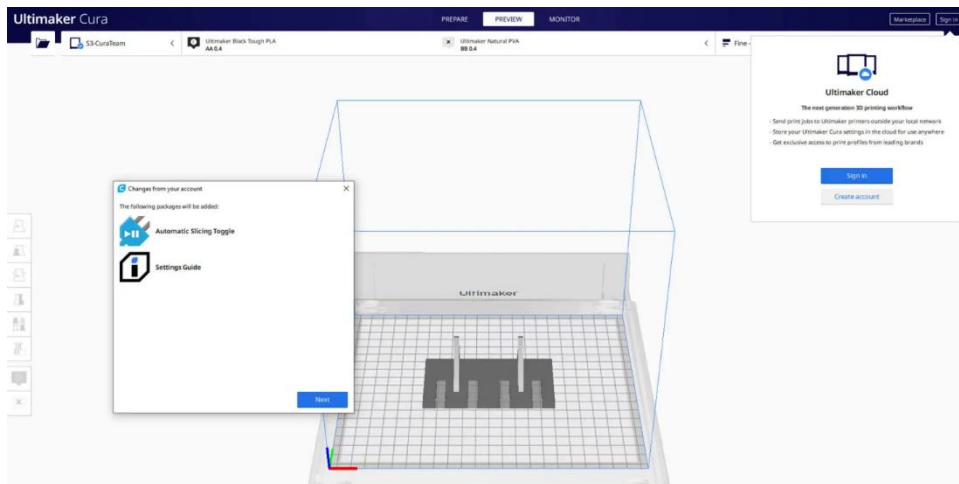 Ultimaker Cura
PREPARE
PREVIEW
MONITOR
Marketplace
Sign in
S3-CuraTeam
Ultimaker Black Tough PLA
AA 0.4
Ultimaker Natural PVA
BB 0.4
Fine -
Ultimaker Cloud
The next generation 3D printing workflow
- Send print jobs to Ultimaker printers outside your local network
- Store your Ultimaker Cura settings in the cloud for use anywhere
- Get exclusive access to print profiles from leading brands
Sign in
Create account
Changes from your account
The following packages will be added:
Automatic Slicing Toggle
Settings Guide
Next
Ultimaker